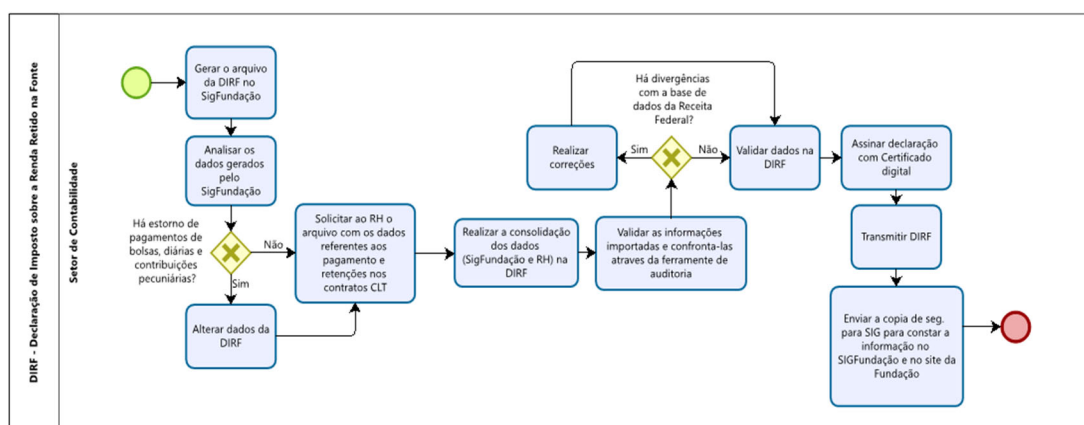 DIRF - Declaração de Imposto sobre a Renda Retido na Fonte
Setor de Contabilidade
Gerar o arquivo
da DIRF no
SigFundação
Analisar os
dados gerados
pelo
SigFundação
Há estorno de
pagamentos de
bolsas, diárias e
contribuições
pecuniárias?
Não
Sim
Alterar dados da
DIRF
Solicitar ao RH o
arquivo com os dados
referentes aos
pagamento e
retenções nos
contratos CLT
Realizar a consolidação
dos dados
(SigFundação e RH) na
DIRF
Validar as informações
importadas e confronta-las
atraves da ferramente de
auditoria
Há divergências
com a base de
dados da Receita
Federal?
Sim
Não
Realizar
correções
Validar dados na
DIRF
Assinar declaração
com Certificado
digital
Transmitir DIRF
Enviar a copia de seg.
para SIG para constar a
informação no
SIGFundação e no site da
Fundação